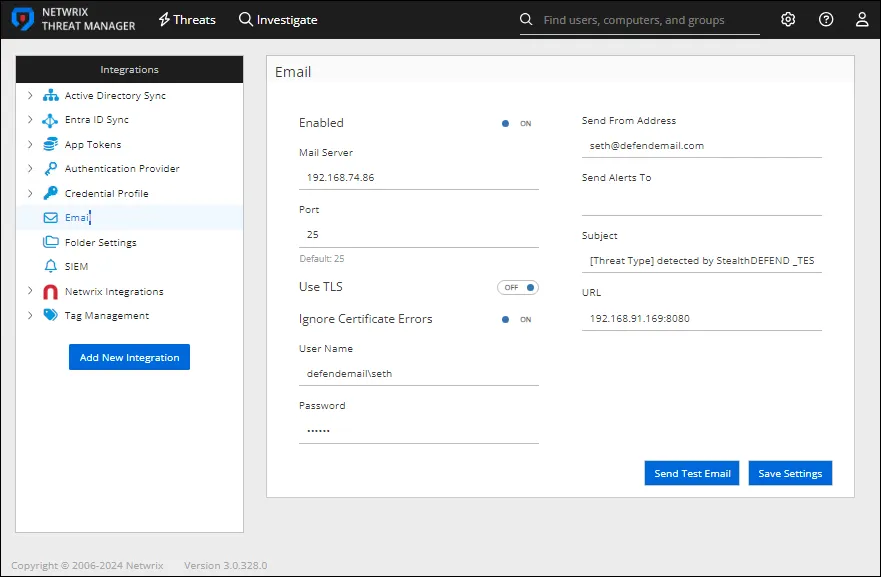 NETWRIX
THREAT MANAGER
Threats
Investigate
Find users, computers, and groups
Integrations
Active Directory Sync
Entra ID Sync
App Tokens
Authentication Provider
Credential Profile
Email
Folder Settings
SIEM
Netwrix Integrations
Tag Management
Add New Integration
Email
Enabled
ON
Mail Server
192.168.74.86
Port
25
Default: 25
Use TLS
OFF
Ignore Certificate Errors
ON
User Name
defendemail\seth
Password
••••••
Send From Address
seth@defendemail.com
Send Alerts To
Subject
[Threat Type] detected by StealthDEFEND _TES
URL
192.168.91.169:8080
Send Test Email
Save Settings
Copyright © 2006-2024 Netwrix
Version 3.0.328.0